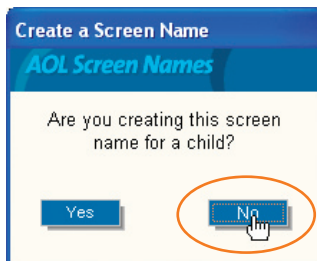 Create a Screen Name
AOL Screen Names
Are you creating this screen
name for a child?
Yes No